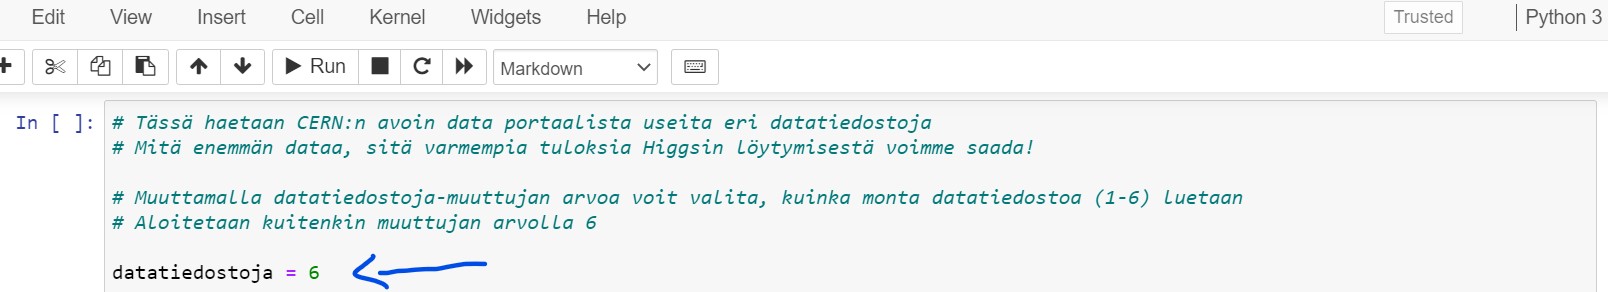 Edit View Insert Cell Kernel Widgets Help Trusted Python 3
Run Markdown
In [ ]: # Tässä haetaan CERN:n avoin data portaalista useita eri datatiedostoja
# Mitä enemmän dataa, sitä varmempia tuloksia Higgsin löytymisestä voimme saada!
# Muuttamalla datatiedostoja-muuttujan arvoa voit valita, kuinka monta datatiedostoa (1-6) luetaan
# Aloitetaan kuitenkin muuttujan arvolla 6
datatiedostoja = 6